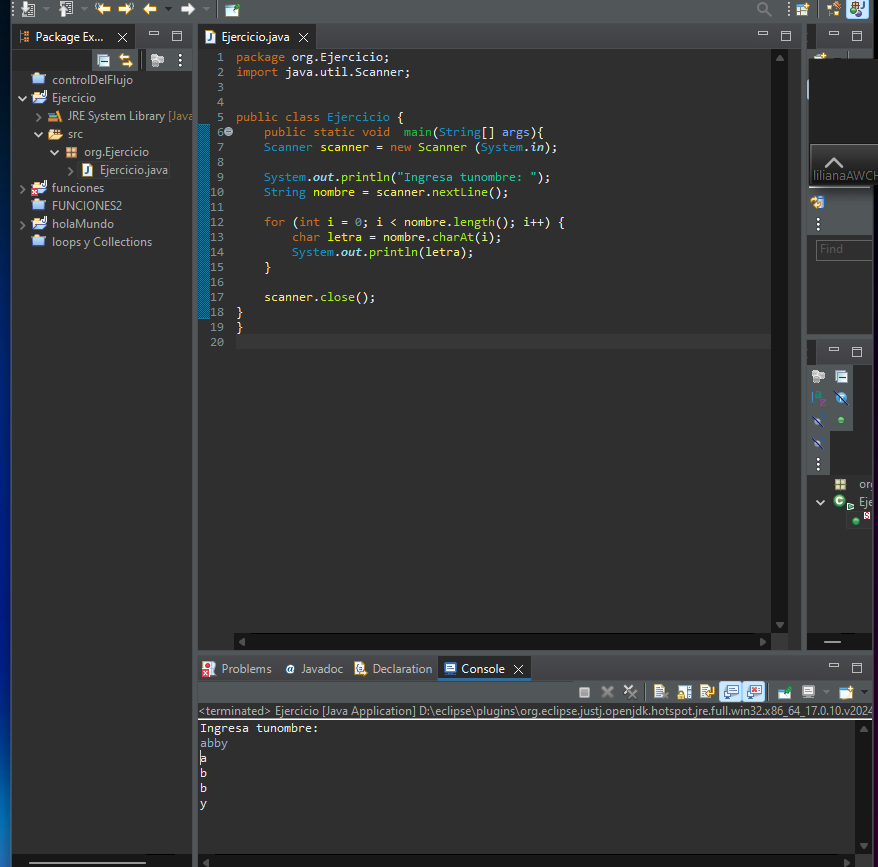 Package Ex...
controlDelFlujo
Ejercicio
JRE System Library [Java
src
org.Ejercicio
Ejercicio.java
funciones
FUNCIONES2
holaMundo
loops y Collections
Ejercicio.java
1 package org.Ejercicio;
2 import java.util.Scanner;
3
4
5 public class Ejercicio {
6 public static void  main(String[] args){
7 Scanner scanner = new Scanner (System.in);
8
9 System.out.println("Ingresa tunombre: ");
10 String nombre = scanner.nextLine();
11
12 for (int i = 0; i < nombre.length(); i++) {
13 char letra = nombre.charAt(i);
14 System.out.println(letra);
15 }
16
17 scanner.close();
18 }
19 }
20
lilianaAWCH
Find
org
Eje
Problems
@ Javadoc
Declaration
Console
<terminated> Ejercicio [Java Application] D:\eclipse\plugins\org.eclipse.justj.openjdk.hotspot.jre.full.win32.x86_64_17.0.10.v2024
Ingresa tunombre:
abby
a
b
b
y